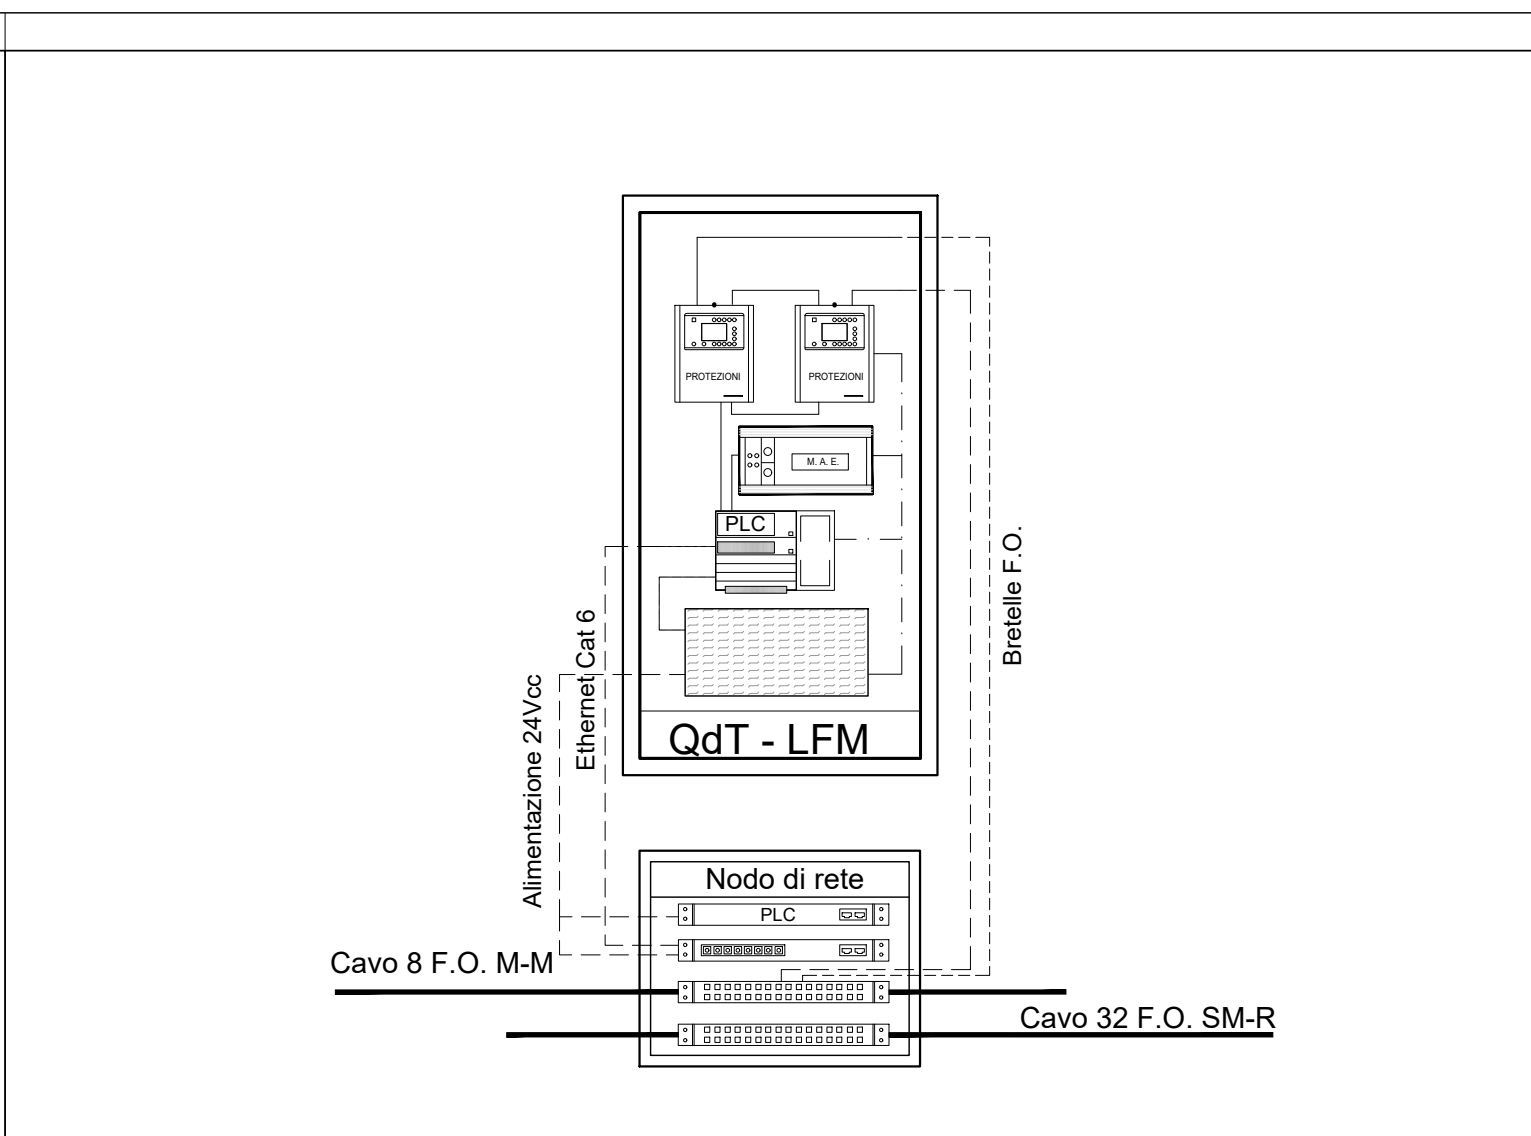 PROTEZIONI
PROTEZIONI
M. A. E.
PLC
Bretelle F.O.
Ethernet Cat 6
Alimentazione 24Vcc
QdT - LFM
Nodo di rete
PLC
Cavo 8 F.O. M-M
Cavo 32 F.O. SM-R